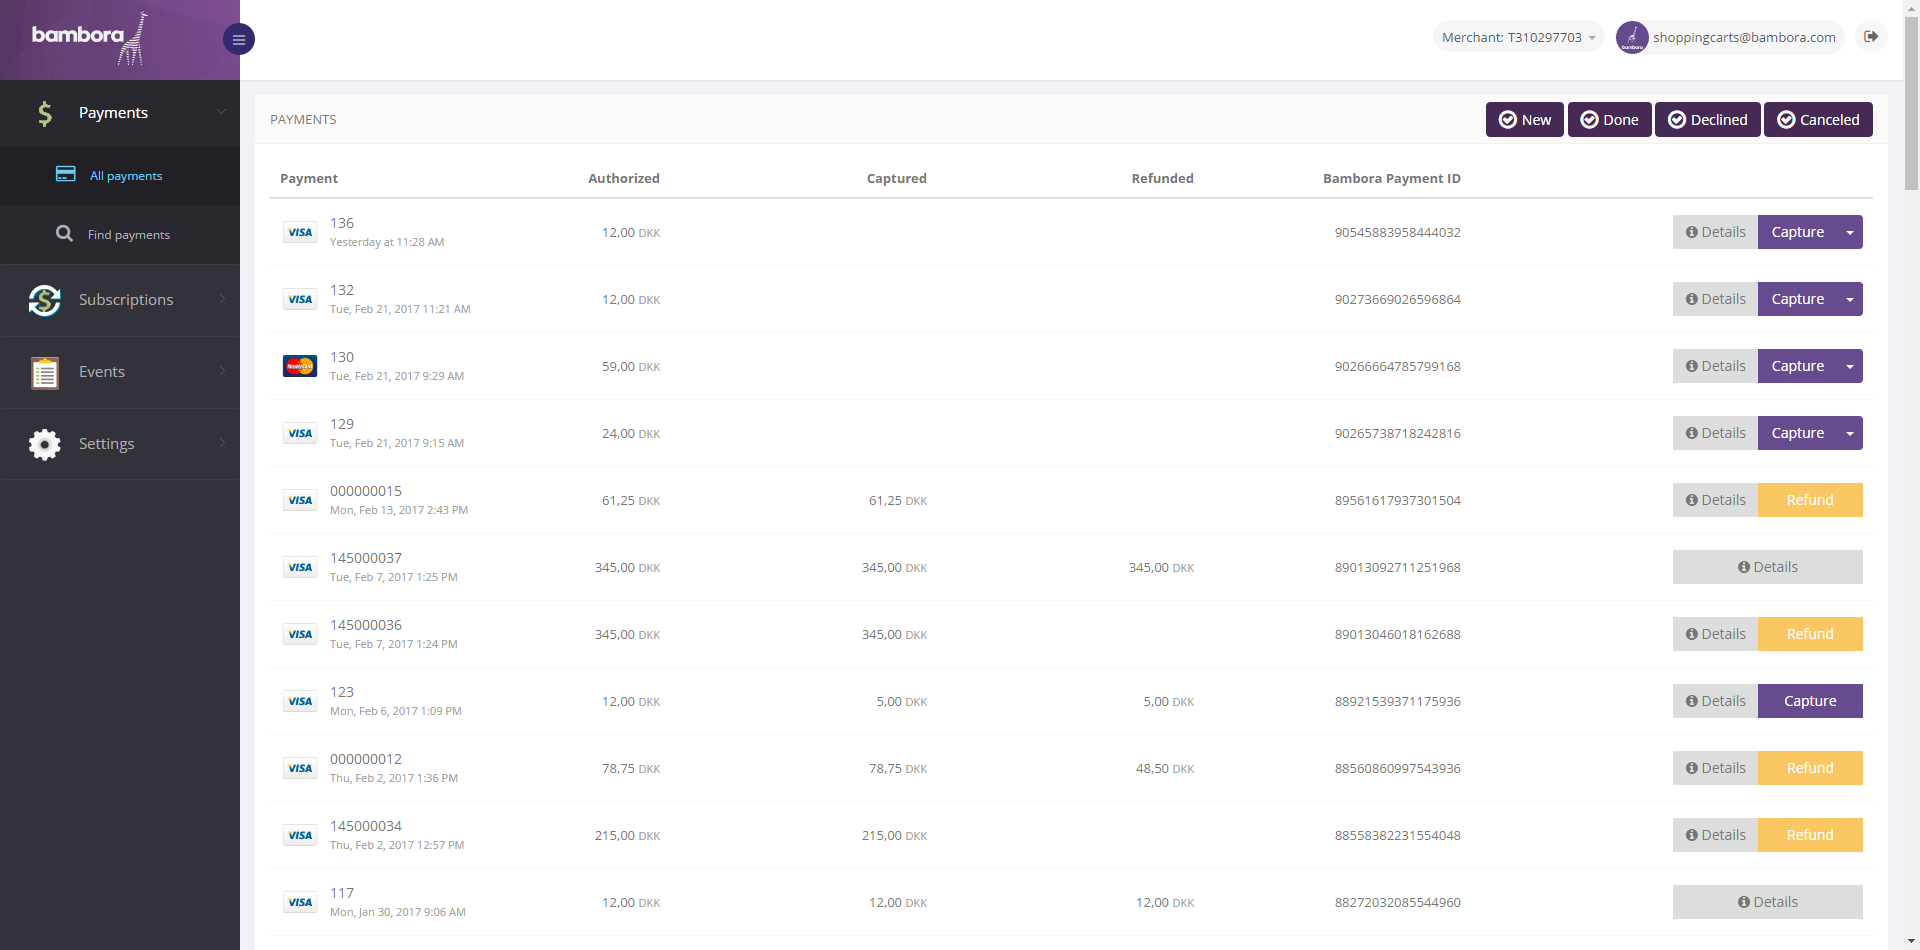 bambora
Merchant: T310297703
bambora
shoppingcarts@bambora.com
Payments
All payments
Find payments
Subscriptions
Events
Settings
PAYMENTS
New
Done
Declined
Canceled
Payment Authorized Captured Refunded Bambora Payment ID
VISA 136 12,00 DKK 90545883958444032 Details Capture
Yesterday at 11:28 AM
VISA 132 12,00 DKK 90273669026596864 Details Capture
Tue, Feb 21, 2017 11:21 AM
MasterCard 130 59,00 DKK 90266664785799168 Details Capture
Tue, Feb 21, 2017 9:29 AM
VISA 129 24,00 DKK 90265738718242816 Details Capture
Tue, Feb 21, 2017 9:15 AM
VISA 000000015 61,25 DKK 61,25 DKK 89561617937301504 Details Refund
Mon, Feb 13, 2017 2:43 PM
VISA 145000037 345,00 DKK 345,00 DKK 345,00 DKK 89013092711251968 Details
Tue, Feb 7, 2017 1:25 PM
VISA 145000036 345,00 DKK 345,00 DKK 89013046018162688 Details Refund
Tue, Feb 7, 2017 1:24 PM
VISA 123 12,00 DKK 5,00 DKK 5,00 DKK 88921539371175936 Details Capture
Mon, Feb 6, 2017 1:09 PM
VISA 000000012 78,75 DKK 78,75 DKK 48,50 DKK 88560860997543936 Details Refund
Thu, Feb 2, 2017 1:36 PM
VISA 145000034 215,00 DKK 215,00 DKK 88558382231554048 Details Refund
Thu, Feb 2, 2017 12:57 PM
VISA 117 12,00 DKK 12,00 DKK 12,00 DKK 88272032085544960 Details
Mon, Jan 30, 2017 9:06 AM